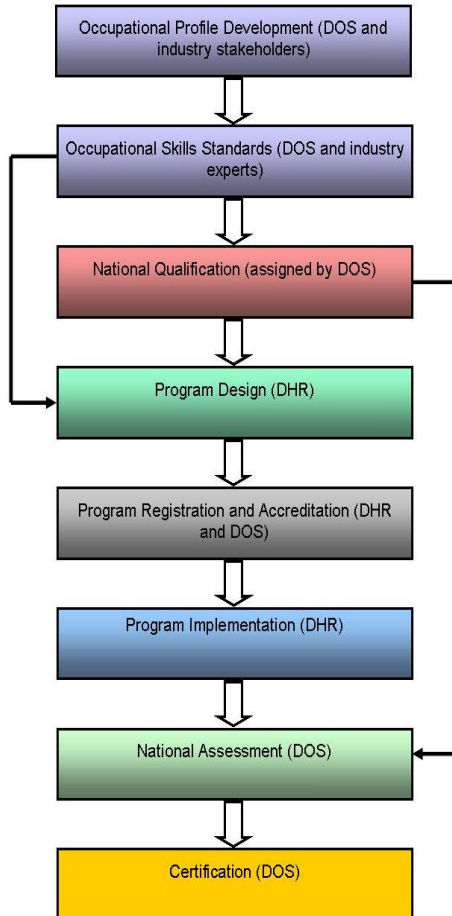 Occupational Profile Development (DOS and
industry stakeholders)
Occupational Skills Standards (DOS and industry
experts)
National Qualification (assigned by DOS)
Program Design (DHR)
Program Registration and Accreditation (DHR
and DOS)
Program Implementation (DHR)
National Assessment (DOS)
Certification (DOS)